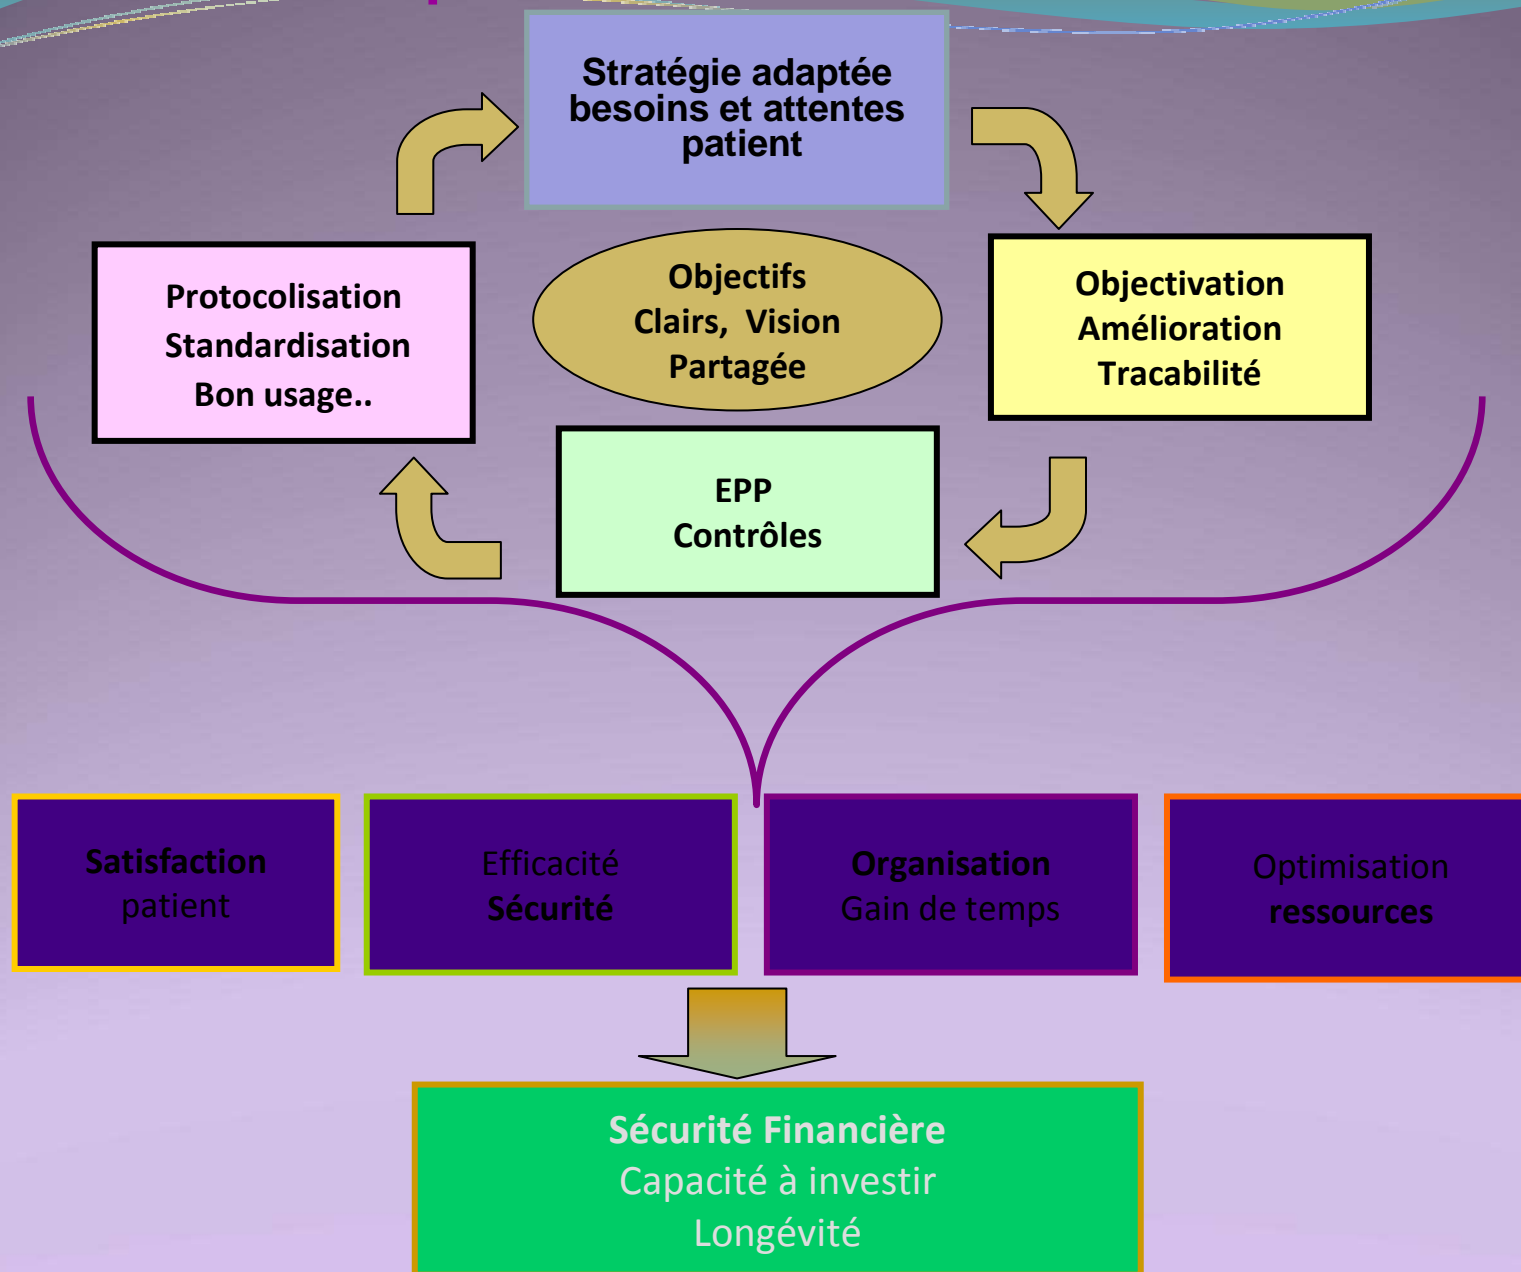 Stratégie adaptée
besoins et attentes
patient
Protocolisation
Standardisation
Bon usage..
Objectifs
Clairs, Vision
Partagée
Objectivation
Amélioration
Tracabilité
EPP
Contrôles
Satisfaction
patient
Efficacité
Sécurité
Organisation
Gain de temps
Optimisation
ressources
Sécurité Financière
Capacité à investir
Longévité